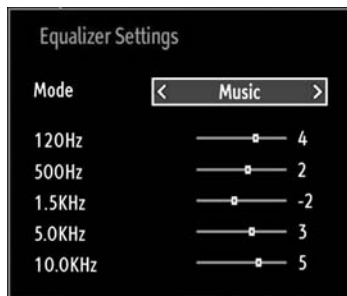 Equalizer Settings
Mode < Music >
120Hz 4
500Hz 2
1.5KHz -2
5.0KHz 3
10.0KHz 5